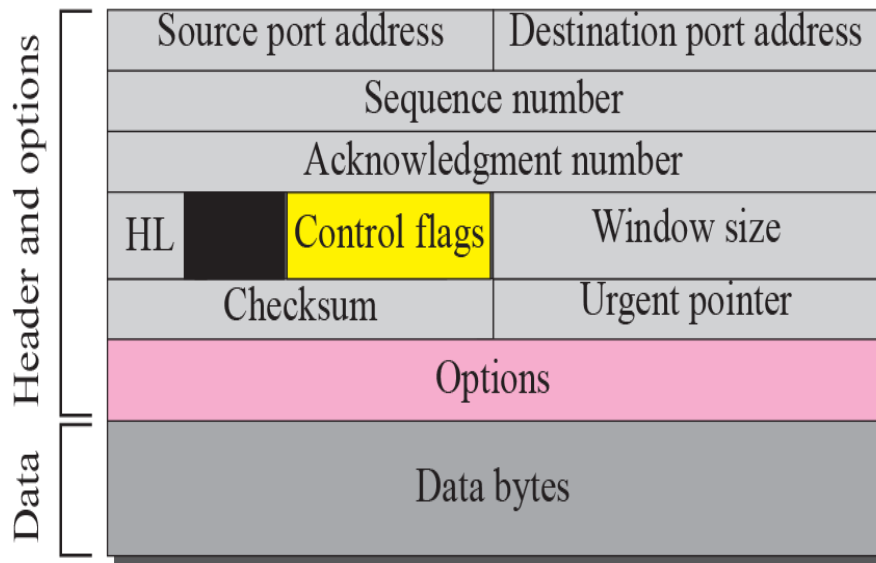 Header and options
Source port address
Destination port address
Sequence number
Acknowledgment number
HL
Control flags
Window size
Checksum
Urgent pointer
Options
Data
Data bytes